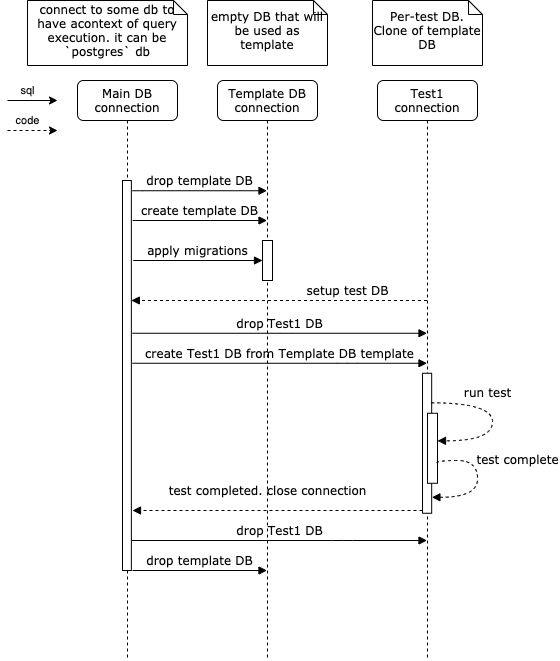 connect to some db to
have acontext of query
execution. it can be
`postgres` db
empty DB that will
be used as
template
Per-test DB.
Clone of template
DB
sql
code
Main DB
connection
Template DB
connection
Test1
connection
drop template DB
create template DB
apply migrations
setup test DB
drop Test1 DB
create Test1 DB from Template DB template
run test
test complete
test completed. close connection
drop Test1 DB
drop template DB